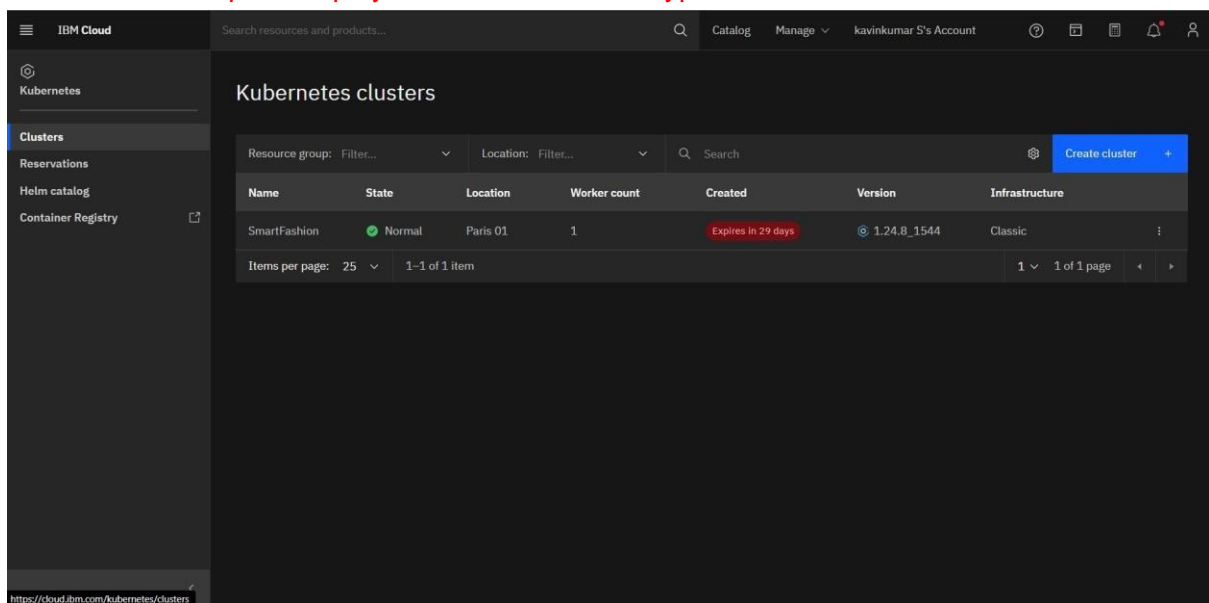 IBM Cloud
Search resources and products...
Catalog
Manage
kavinkumar S's Account
Kubernetes
Clusters
Reservations
Helm catalog
Container Registry
Kubernetes clusters
Resource group: Filter...
Location: Filter...
Search
Create cluster +
Name State Location Worker count Created Version Infrastructure
SmartFashion Normal Paris 01 1 Expires in 29 days 1.24.8_1544 Classic
Items per page: 25 1–1 of 1 item 1 1 of 1 page
https://cloud.ibm.com/kubernetes/clusters